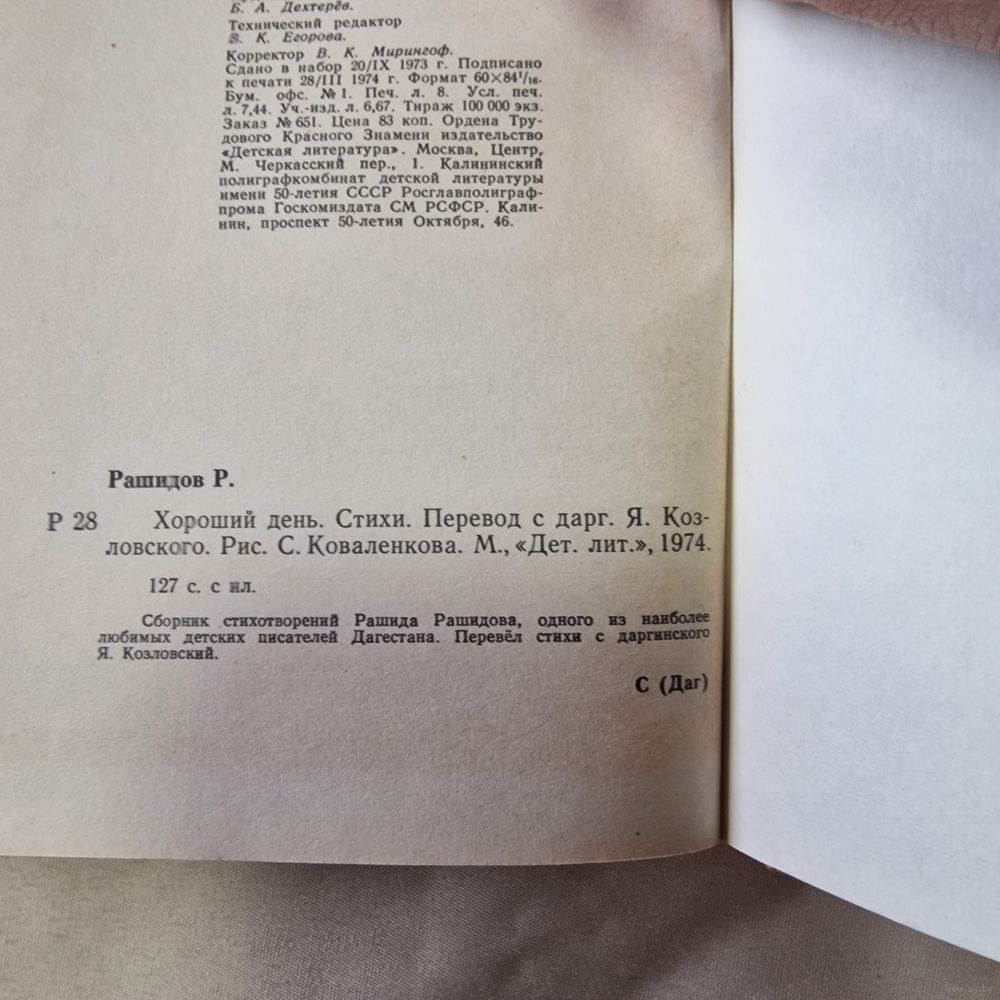 Б. А. Дехтерёв.
Технический редактор
З. К. Егорова.
Корректор В. К. Мирингоф.
Сдано в набор 20/IX 1973 г. Подписано
к печати 28/III 1974 г. Формат 60×84¹/₁₆.
Бум. офс. №1. Печ. л. 8. Усл. печ.
л. 7,44. Уч.-изд. л. 6,67. Тираж 100 000 экз.
Заказ №651. Цена 83 коп. Ордена Тру-
дового Красного Знамени издательство
«Детская литература». Москва, Центр,
М. Черкасский пер., 1. Калининский
полиграфкомбинат детской литературы
имени 50-летия СССР Росглавполиграф-
прома Госкомиздата СМ РСФСР. Кали-
нин, проспект 50-летия Октября, 46.
Рашидов Р.
Р 28 Хороший день. Стихи. Перевод с дарг. Я. Коз-
ловского. Рис. С. Коваленкова. М., «Дет. лит.», 1974.
127 с. с ил.
Сборник стихотворений Рашида Рашидова, одного из наиболее
любимых детских писателей Дагестана. Перевёл стихи с даргинского
Я. Козловский.
С (Даг)
www.ay.by